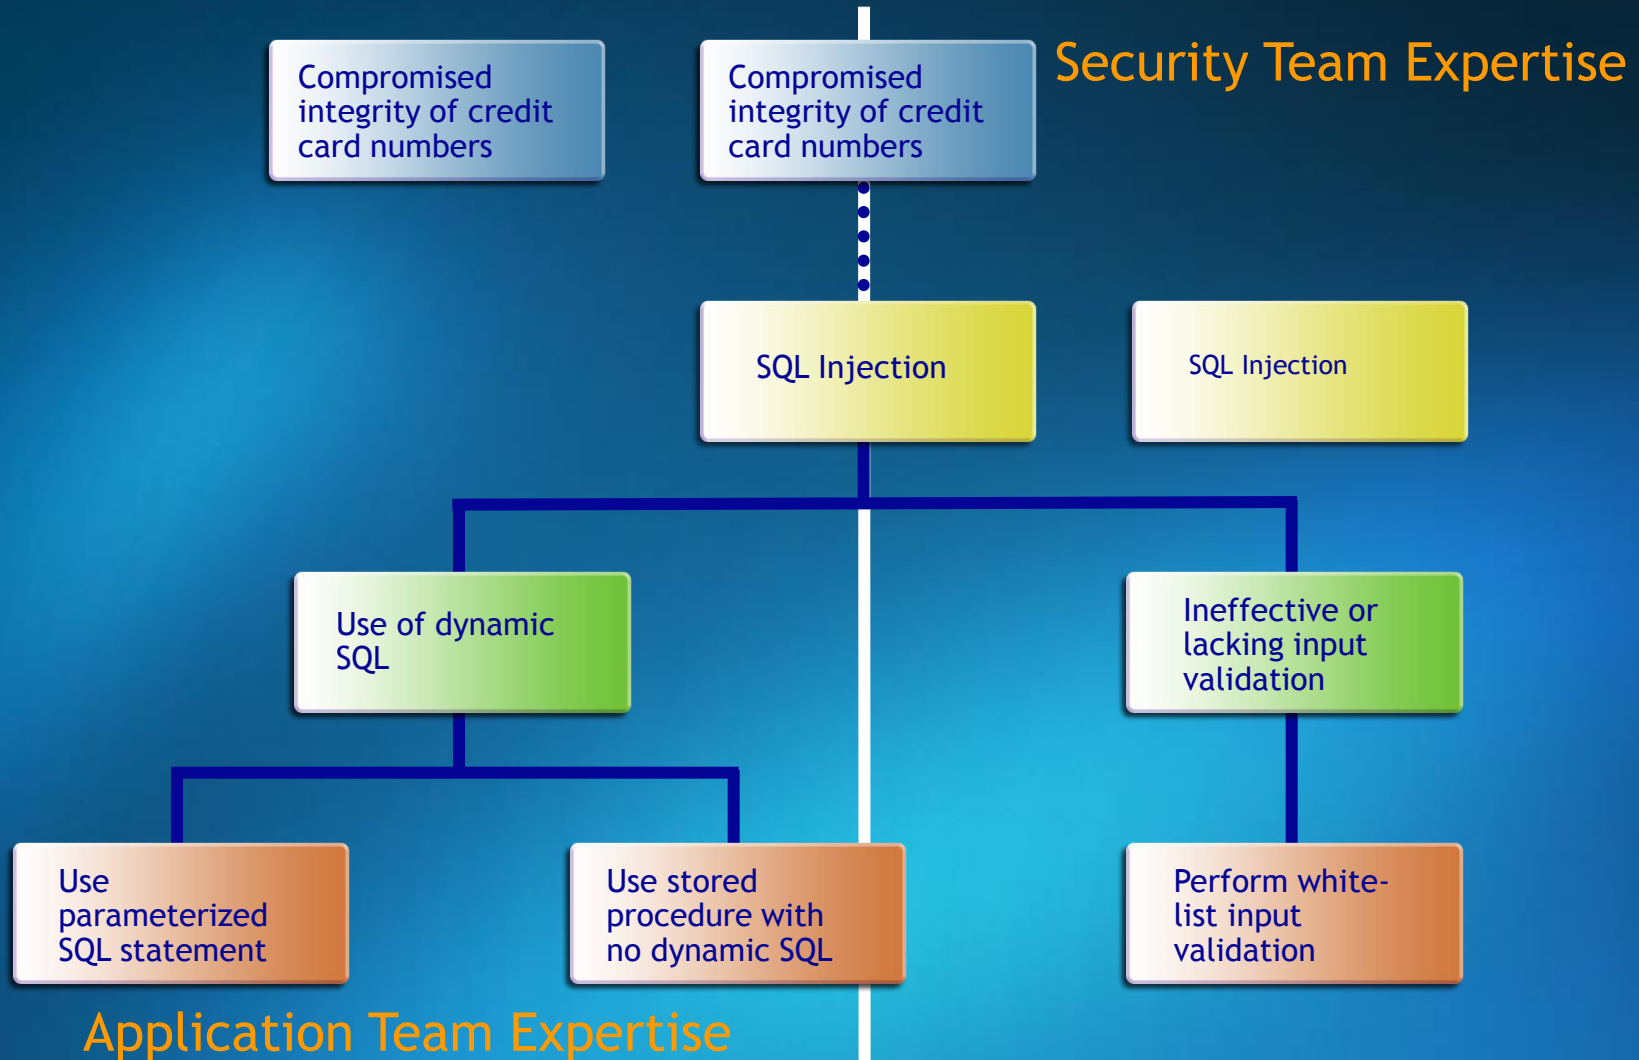 Security Team Expertise
Compromised
integrity of credit
card numbers
Compromised
integrity of credit
card numbers
SQL Injection
SQL Injection
Use of dynamic
SQL
Ineffective or
lacking input
validation
Use
parameterized
SQL statement
Use stored
procedure with
no dynamic SQL
Perform white-
list input
validation
Application Team Expertise